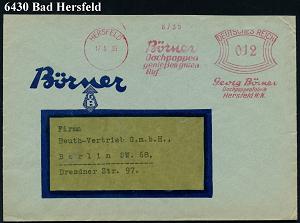 6430 Bad Hersfeld
HERSFELD
DEUTSCHES REICH
012
Börner
Dachpappen
genießen guten
Ruf
Georg Börner
Dachpappenfabrik
Hersfeld H.N.
Börner
Firma
Beuth-Vertrieb G.m.b.H.,
Berlin SW. 68.
Dresdner Str. 97.